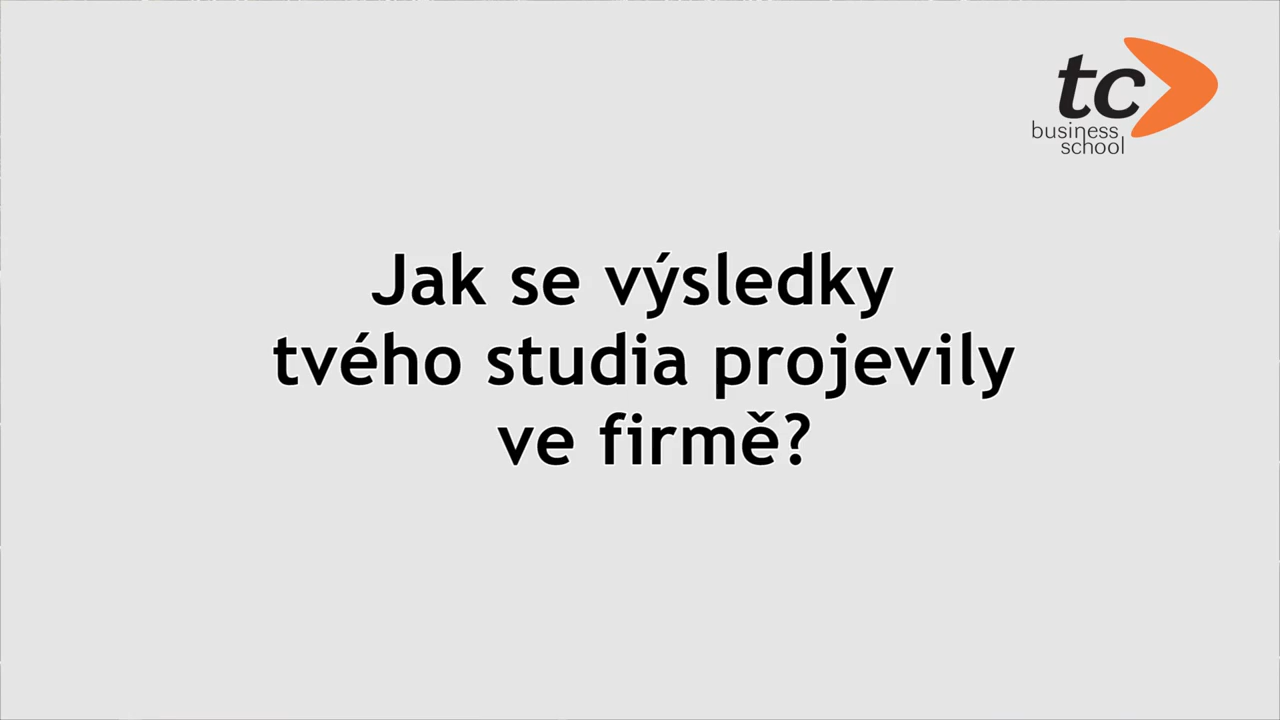 tc
business
school
Jak se výsledky
tvého studia projevily
ve firmě?